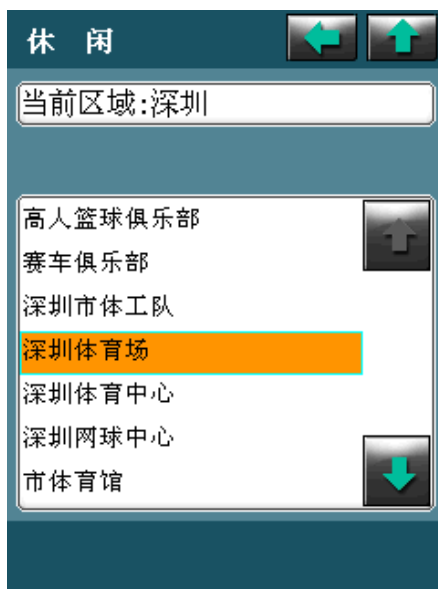 休 闲
当前区域:深圳
高人篮球俱乐部
赛车俱乐部
深圳市体工队
深圳体育场
深圳体育中心
深圳网球中心
市体育馆